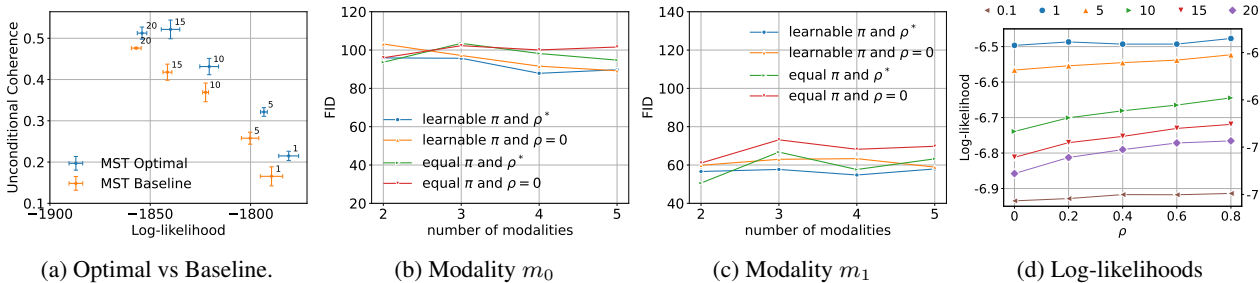 0.5
0.4
0.3
0.2
0.1
Unconditional Coherence
20
15
20
15
10
10
5
5
1
1
MST Optimal
MST Baseline
−1900
−1850
−1800
Log-likelihood
(a) Optimal vs Baseline.
140
120
100
80
60
40
20
FID
learnable π and ρ*
learnable π and ρ = 0
equal π and ρ*
equal π and ρ = 0
2
3
4
5
number of modalities
(b) Modality m₀
140
120
100
80
60
40
FID
learnable π and ρ*
learnable π and ρ = 0
equal π and ρ*
equal π and ρ = 0
2
3
4
5
number of modalities
(c) Modality m₁
0.1 1 5 10 15 20
−6.5
−6.6
−6.7
−6.8
−6.9
Log-likelihood
−6
−6
−7
−7
0 0.2 0.4 0.6 0.8
ρ
(d) Log-likelihoods